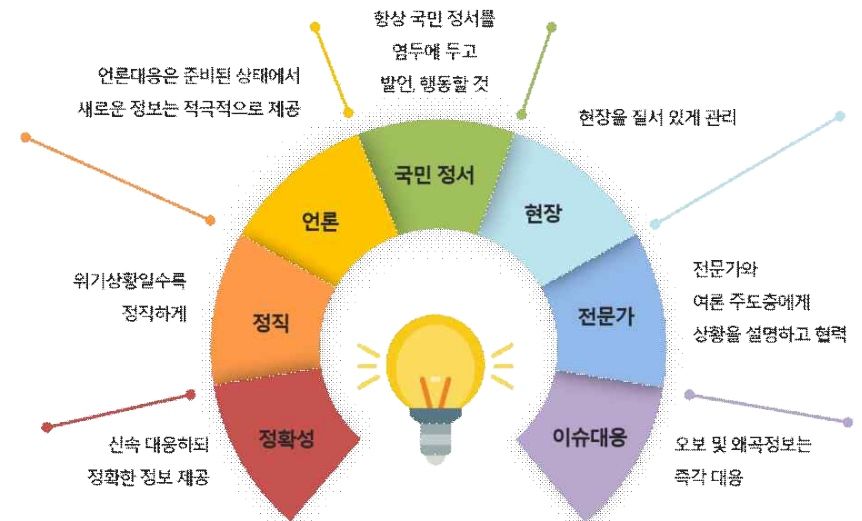 항상 국민 정서를
염두에 두고
발언, 행동할 것
언론대응은 준비된 상태에서
새로운 정보는 적극적으로 제공
현장을 질서 있게 관리
국민 정서
언론
현장
위기상황일수록
정직하게
정직
전문가
전문가와
여론 주도층에게
상황을 설명하고 협력
정확성
이슈대응
신속 대응하되
정확한 정보 제공
오보 및 왜곡정보는
즉각 대응